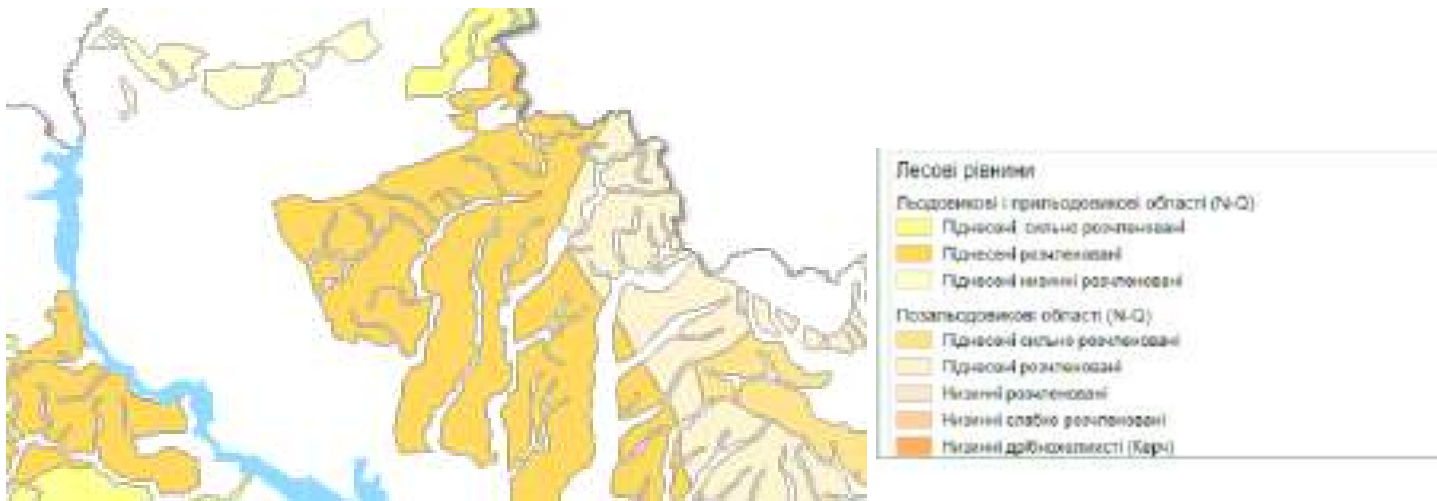 Лесові рівнини
Льодовикові і прильодовикові області (N-Q)
Піднесені, сильно розчленовані
Піднесені розчленовані
Піднесені низинні розчленовані
Позальодовикові області (N-Q)
Піднесені сильно розчленовані
Піднесені розчленовані
Низинні розчленовані
Низинні слабко розчленовані
Низинні дрібнохвилясті (Керч)